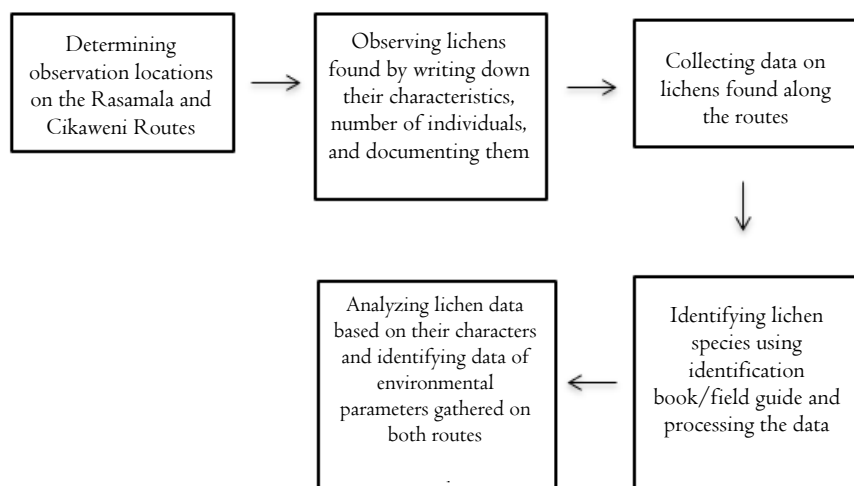 Determining
observation locations
on the Rasamala and
Cikaweni Routes
Observing lichens
found by writing down
their characteristics,
number of individuals,
and documenting them
Collecting data on
lichens found along
the routes
Identifying lichen
species using
identification
book/field guide and
processing the data
Analyzing lichen data
based on their characters
and identifying data of
environmental
parameters gathered on
both routes